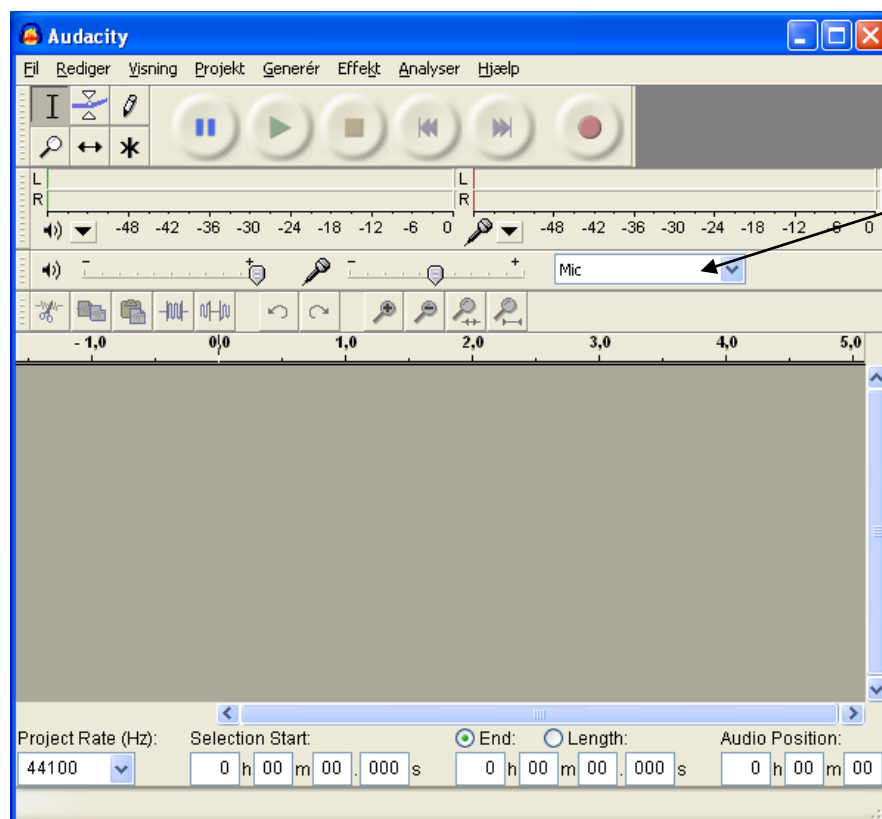 Audacity
Fil Rediger Visning Projekt Generér Effekt Analyser Hjælp
L L
R R
-48 -42 -36 -30 -24 -18 -12 -6 0 -48 -42 -36 -30 -24 -18 -12 -6 0
- + - + Mic
- 1,0 0,0 1,0 2,0 3,0 4,0 5,0
Project Rate (Hz): Selection Start: End: Length: Audio Position:
44100 0 h 00 m 00 . 000 s 0 h 00 m 00 . 000 s 0 h 00 m 00